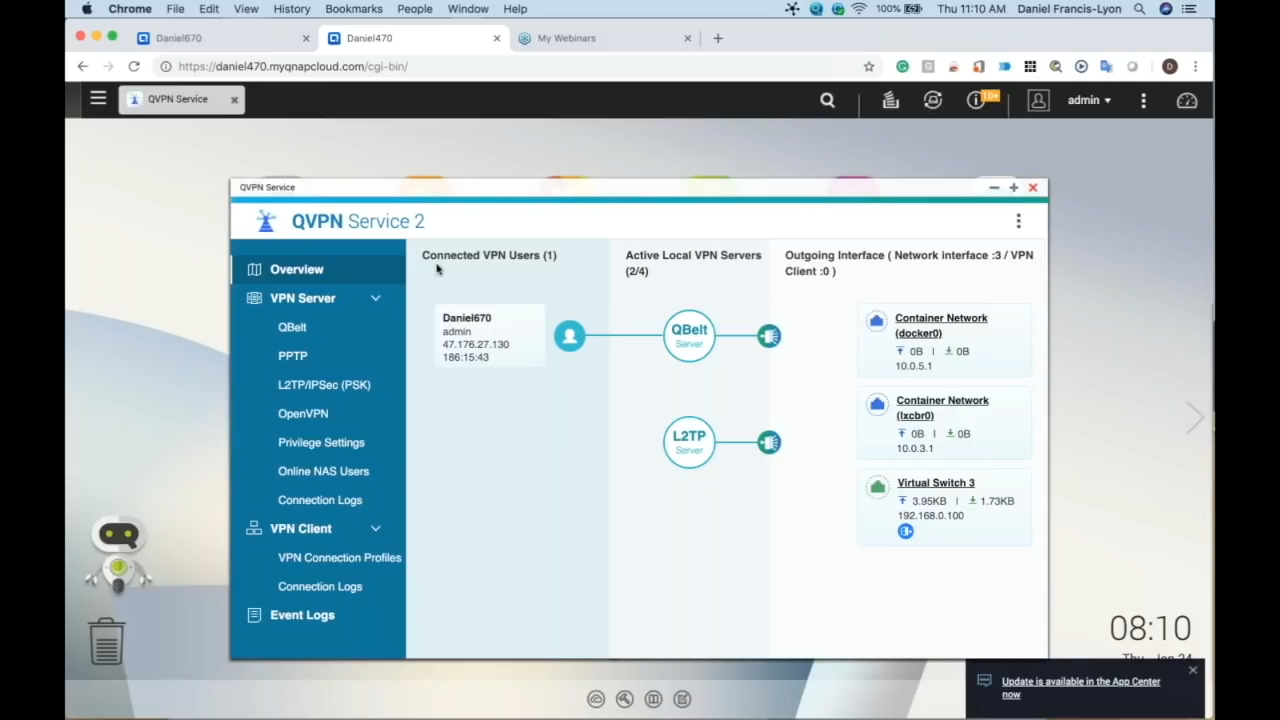 Chrome File Edit View History Bookmarks People Window Help 100% Thu 11:10 AM Daniel Francis-Lyon
Daniel670 Daniel470 My Webinars
https://daniel470.myqnapcloud.com/cgi-bin/
QVPN Service 10+ admin
QVPN Service
QVPN Service 2
Overview
VPN Server
QBelt
PPTP
L2TP/IPSec (PSK)
OpenVPN
Privilege Settings
Online NAS Users
Connection Logs
VPN Client
VPN Connection Profiles
Connection Logs
Event Logs
Connected VPN Users (1)
Daniel670
admin
47.176.27.130
186:15:43
Active Local VPN Servers
(2/4)
QBelt
Server
L2TP
Server
Outgoing Interface ( Network interface :3 / VPN
Client :0 )
Container Network
(docker0)
0B | 0B
10.0.5.1
Container Network
(lxcbr0)
0B | 0B
10.0.3.1
Virtual Switch 3
3.95KB | 1.73KB
192.168.0.100
08:10
Update is available in the App Center
now